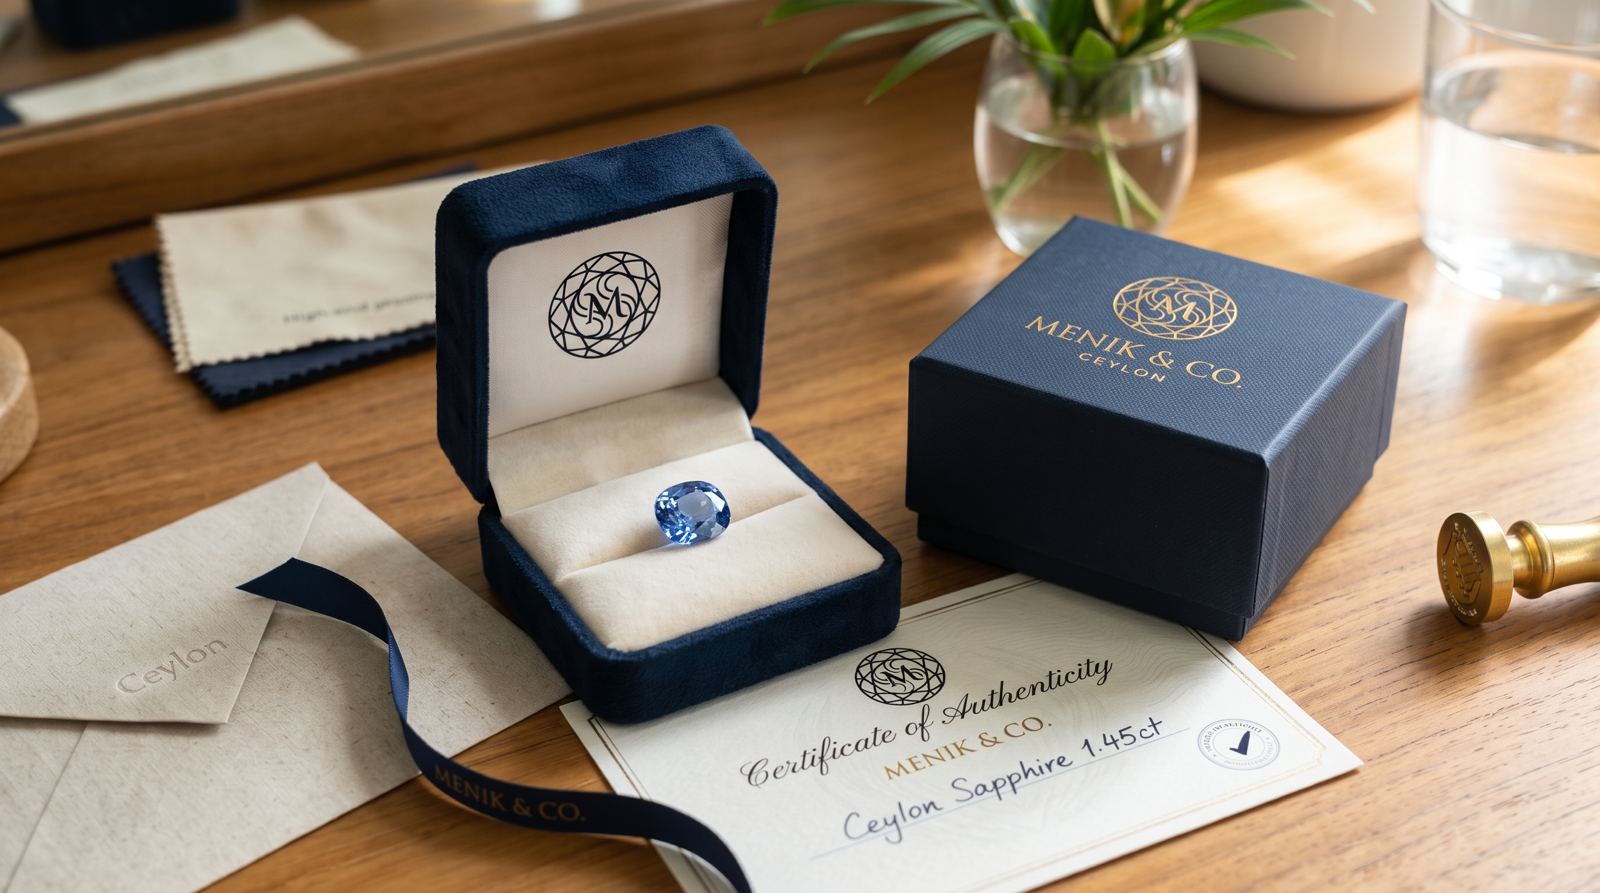 M
MENIK & CO.
CEYLON
M
Ceylon
M
Certificate of Authenticity
MENIK & CO.
Ceylon Sapphire 1.45ct
MENIK & CO.